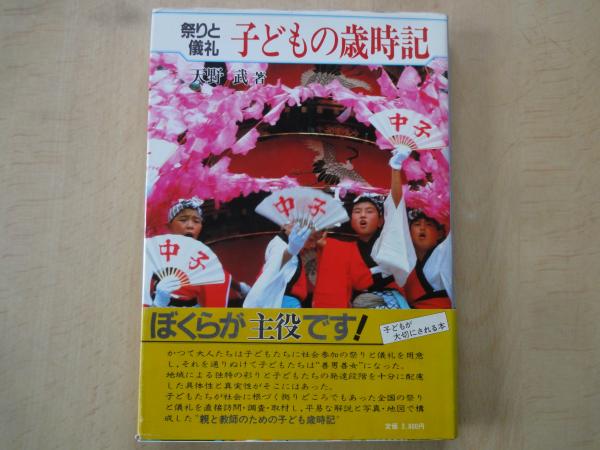 祭りと
儀礼
子どもの歳時記
天野 武 著
中子
中子
中子
ぼくらが主役です!
子どもが
大切にされる本
かつて大人たちは子どもたちに社会参加の祭りと儀礼を用意
し、それを通りぬけて子どもたちは“善男善女”になった。
地域による独特の彩りと子どもたちの発達段階を十分に配慮
した具体性と真実性がそこにはあった。
子どもたちが社会に根づく拠りどころでもあった全国の祭り
と儀礼を直接訪問・調査・取材し、平易な解説と写真・地図で構
成した“親と教師のための子ども歳時記”
定価 2,800円